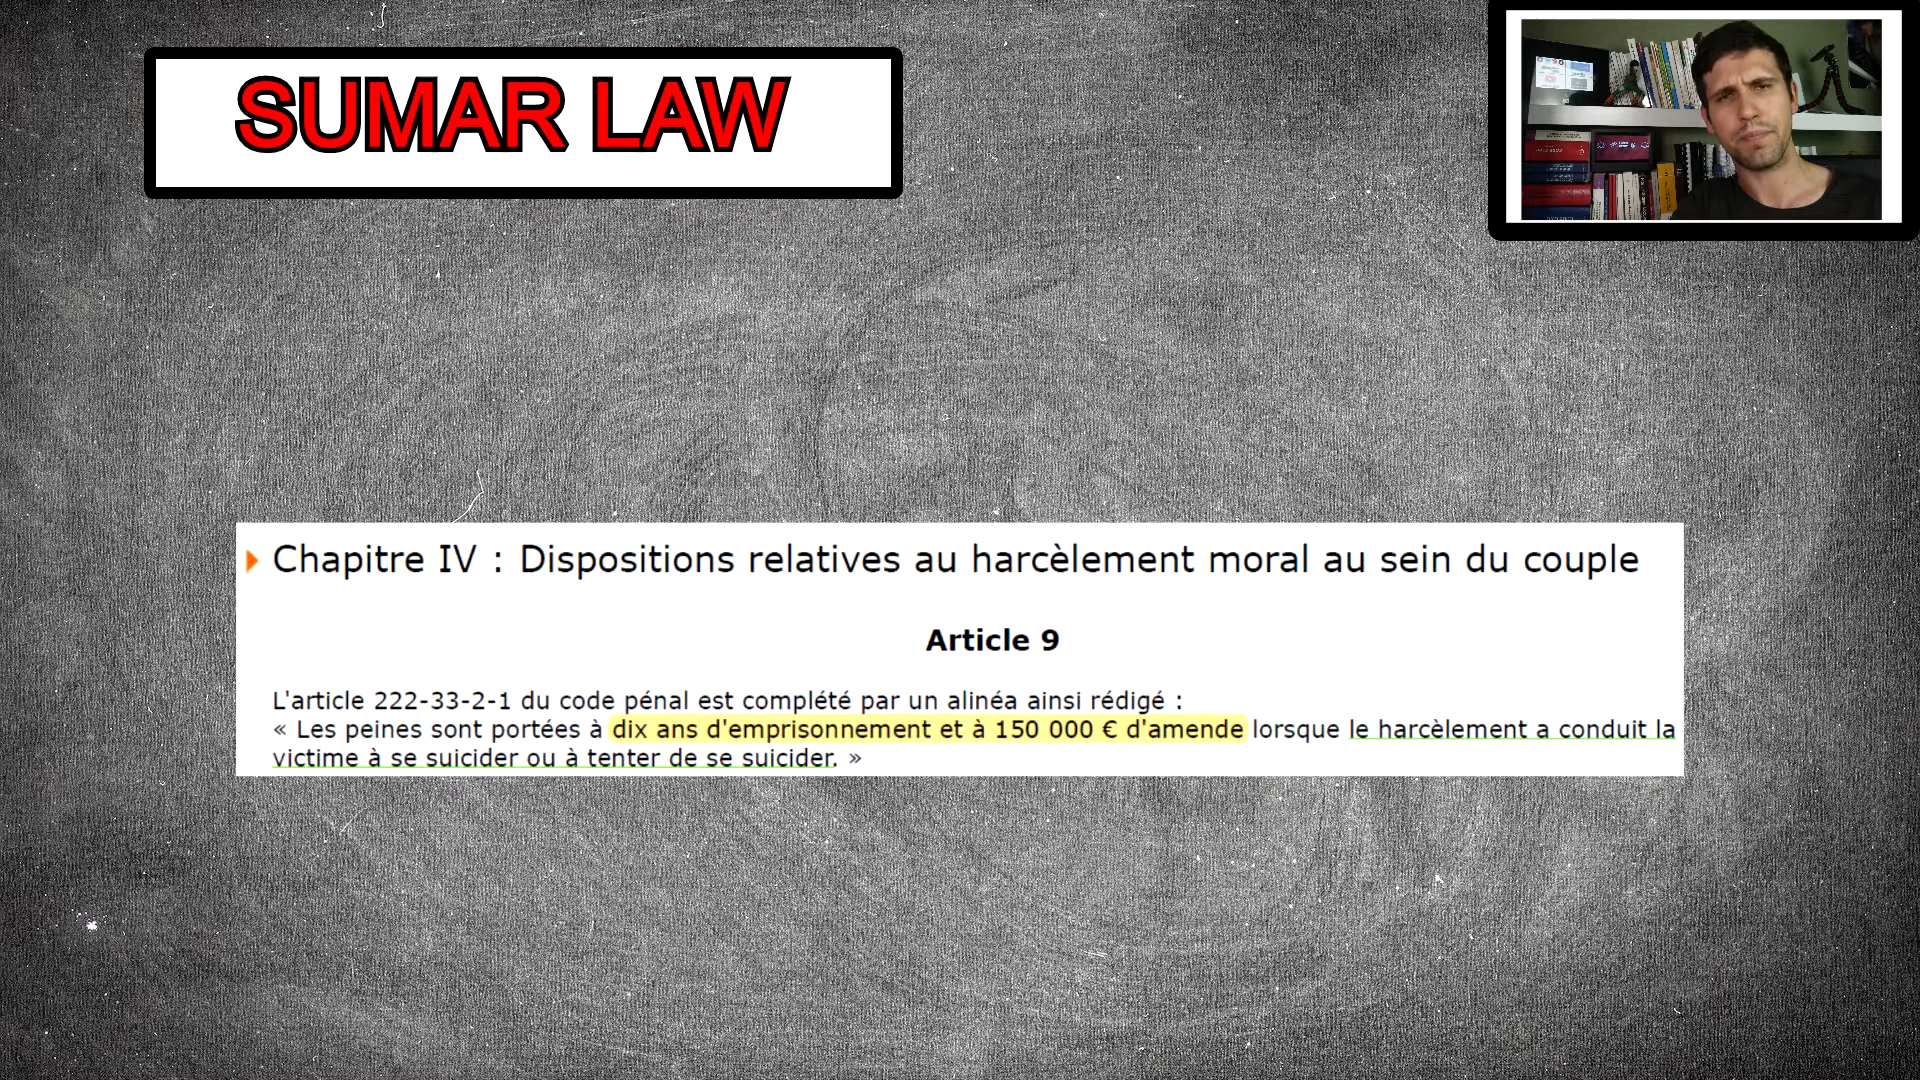 SUMAR LAW
Chapitre IV : Dispositions relatives au harcèlement moral au sein du couple
Article 9
L'article 222-33-2-1 du code pénal est complété par un alinéa ainsi rédigé :
« Les peines sont portées à dix ans d'emprisonnement et à 150 000 € d'amende lorsque le harcèlement a conduit la
victime à se suicider ou à tenter de se suicider. »